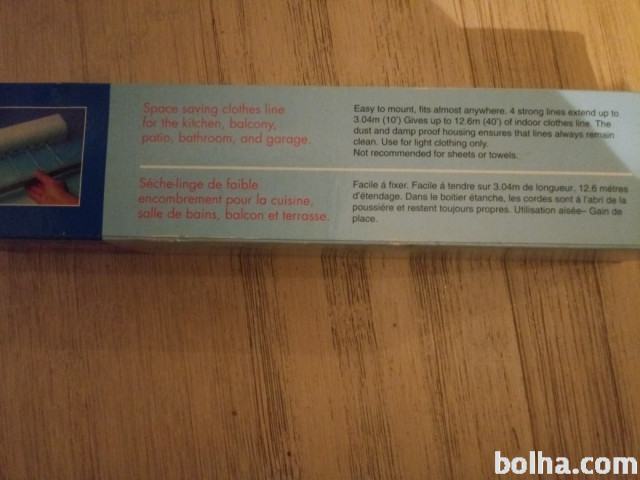 Space saving clothes line
for the kitchen, balcony,
patio, bathroom, and garage.
Easy to mount, fits almost anywhere. 4 strong lines extend up to
3.04m (10') Gives up to 12.6m (40') of indoor clothes line. The
dust and damp proof housing ensures that lines always remain
clean. Use for light clothing only.
Not recommended for sheets or towels.
Sèche-linge de faible
encombrement pour la cuisine,
salle de bains, balcon et terrasse.
Facile á fixer. Facile á tendre sur 3.04m de longueur, 12.6 mètres
d'étendage. Dans le boitier étanche, les cordes sont á l'abri de la
poussière et restent toujours propres. Utilisation aisée– Gain de
place.
bolha.com